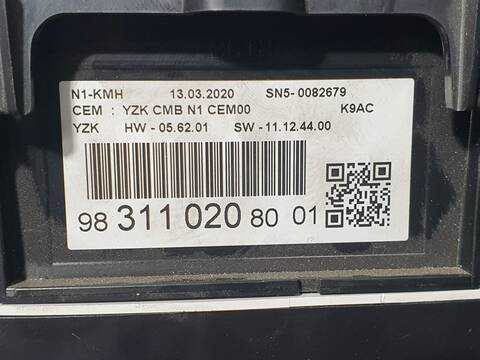 N1-KMH 13.03.2020 SN5- 0082679
CEM : YZK CMB N1 CEM00 K9AC
YZK HW - 05.62.01 SW - 11.12.44.00
98 311 020 80 01